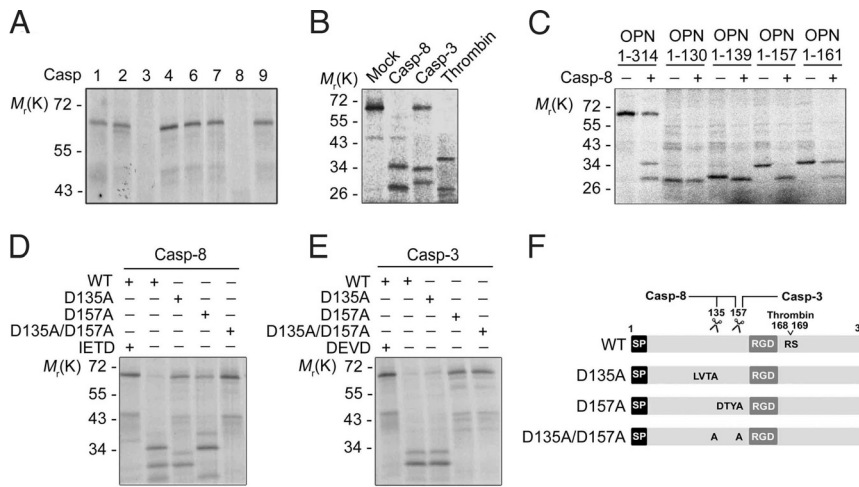 A
Casp 1 2 3 4 6 7 8 9
Mr(K)
72 -
55 -
43 -
B
Mock Casp-8 Casp-3 Thrombin
Mr(K)
72 -
55 -
43 -
34 -
26 -
C
OPN OPN OPN OPN OPN
1-314 1-130 1-139 1-157 1-161
Casp-8 – + – + – + – + – +
Mr(K)
72 -
55 -
43 -
34 -
26 -
D
Casp-8
WT + + – – –
D135A – – + – –
D157A – – – + –
D135A/D157A – – – – +
IETD + – – – –
Mr(K)
72 -
55 -
43 -
34 -
E
Casp-3
WT + + – – –
D135A – – + – –
D157A – – – + –
D135A/D157A – – – – +
DEVD + – – – –
Mr(K)
72 -
55 -
43 -
34 -
F
Casp-8 135 157 Casp-3
Thrombin
1 168 169 3
WT SP RGD RS
D135A SP LVTA RGD
D157A SP DTYA RGD
D135A/D157A SP A A RGD